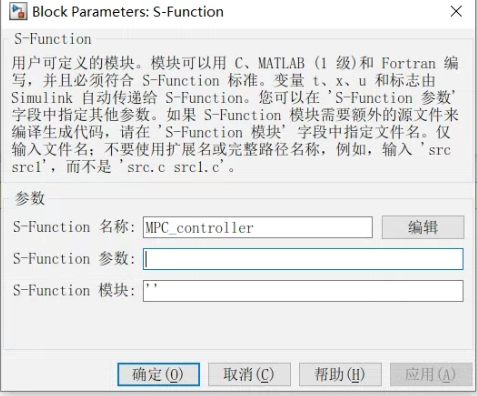 Block Parameters: S-Function
S-Function
用户可定义的模块。模块可以用 C、MATLAB (1 级)和 Fortran 编
写，并且必须符合 S-Function 标准。变量 t、x、u 和标志由
Simulink 自动传递给 S-Function。您可以在 'S-Function 参数'
字段中指定其他参数。如果 S-Function 模块需要额外的源文件来
编译生成代码，请在 'S-Function 模块' 字段中指定文件名。仅
输入文件名；不要使用扩展名或完整路径名称，例如，输入 'src
src1'，而不是 'src.c src1.c'。
参数
S-Function 名称: MPC_controller 编辑
S-Function 参数:
S-Function 模块: ''
确定(O) 取消(C) 帮助(H) 应用(A)